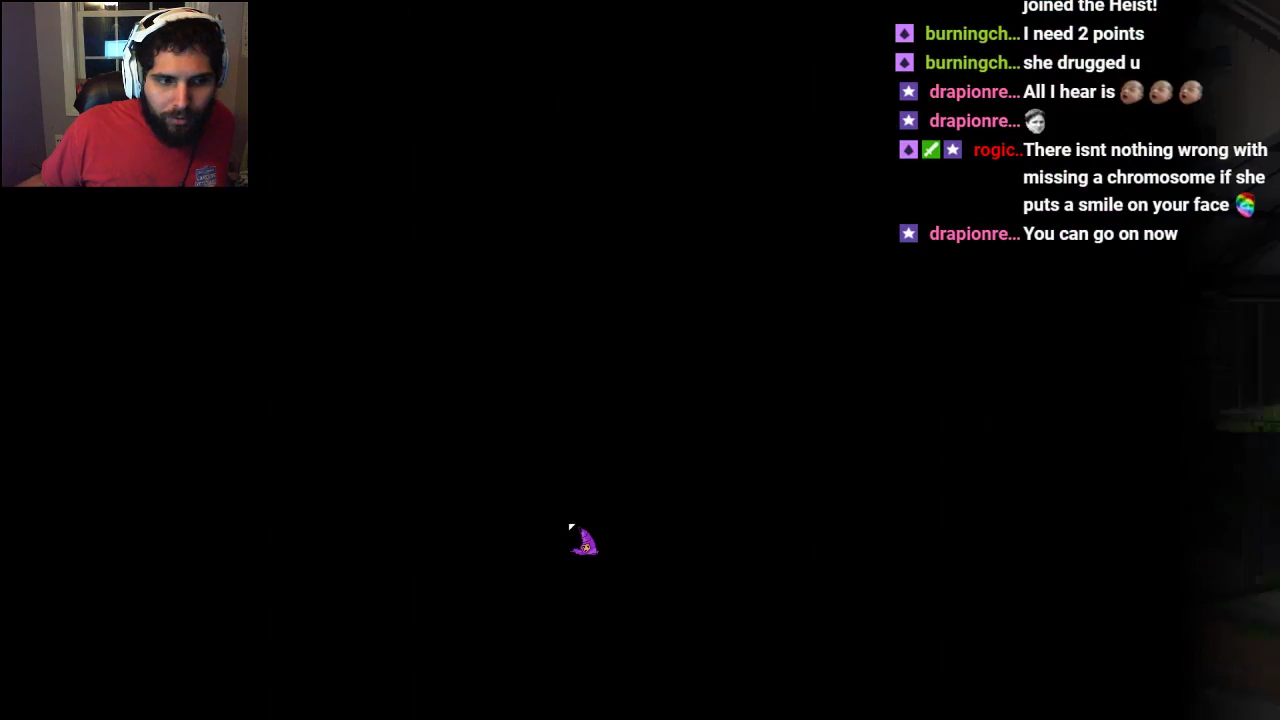 joined the Heist!
burningch... I need 2 points
burningch... she drugged u
drapionre... All I hear is
drapionre...
rogic.. There isnt nothing wrong with
missing a chromosome if she
puts a smile on your face
drapionre... You can go on now